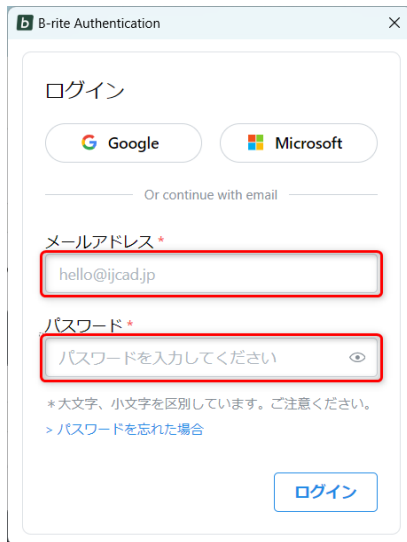 B-rite Authentication
ログイン
Google
Microsoft
Or continue with email
メールアドレス *
hello@ijcad.jp
パスワード *
パスワードを入力してください
*大文字、小文字を区別しています。ご注意ください。
> パスワードを忘れた場合
ログイン